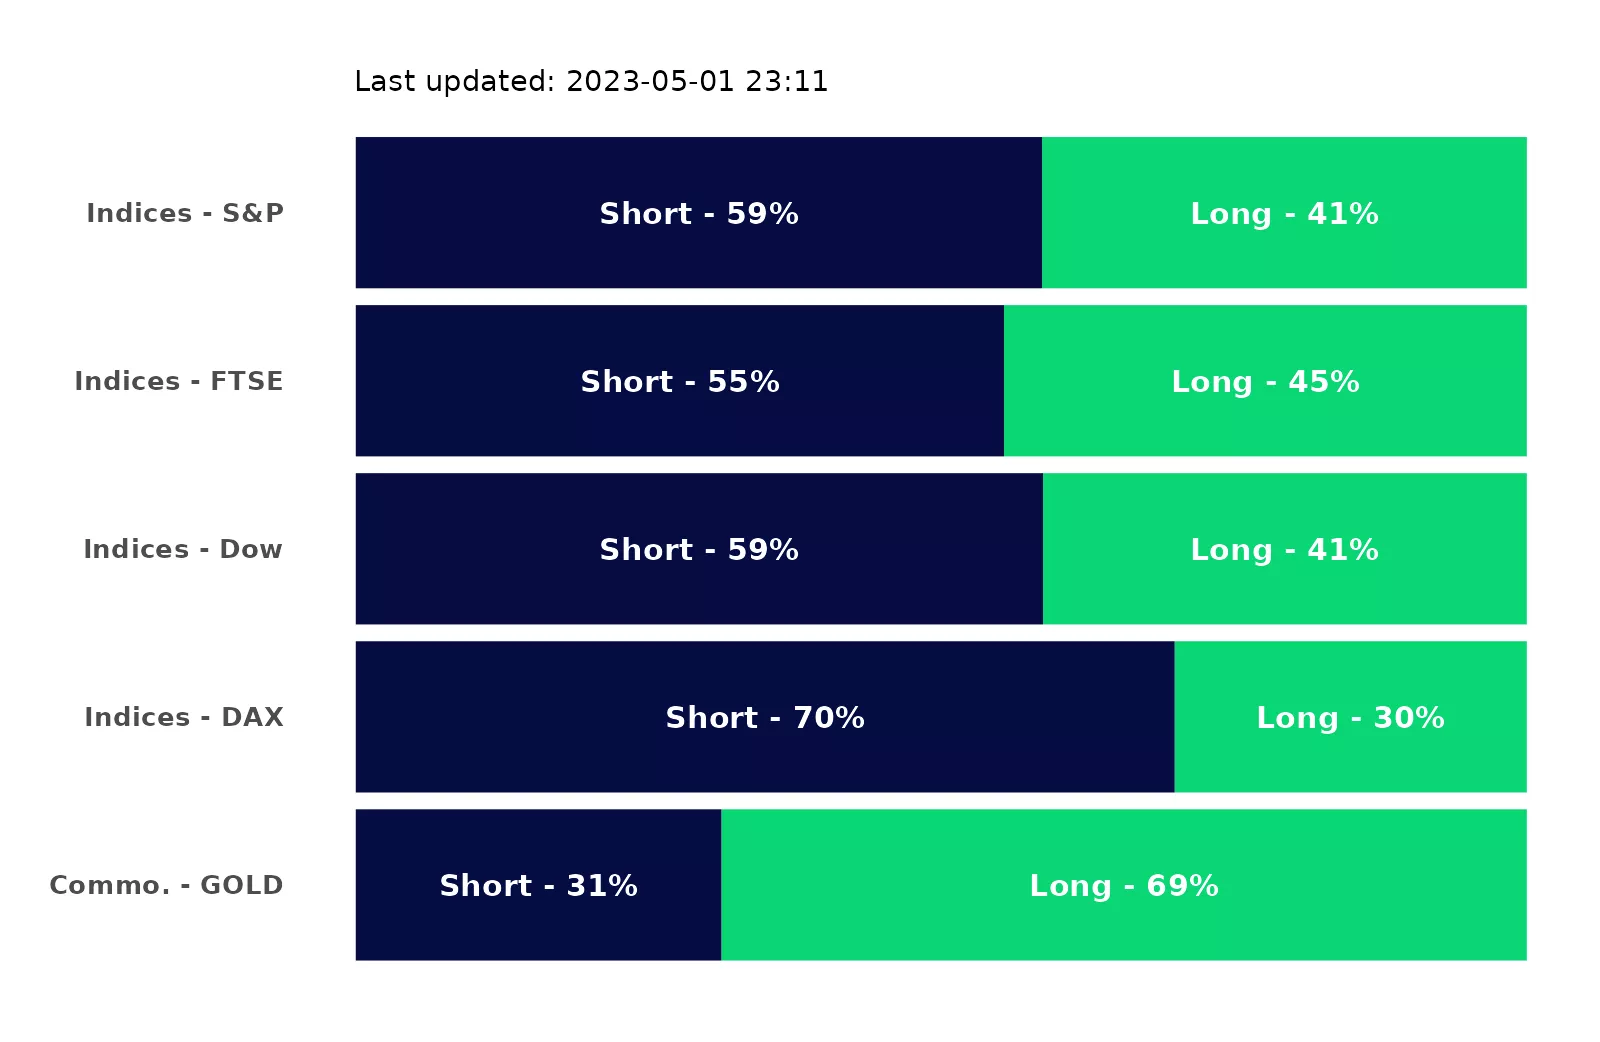 Last updated: 2023-05-01 23:11
Indices - S&P Short - 59% Long - 41%
Indices - FTSE Short - 55% Long - 45%
Indices - Dow Short - 59% Long - 41%
Indices - DAX Short - 70% Long - 30%
Commo. - GOLD Short - 31% Long - 69%